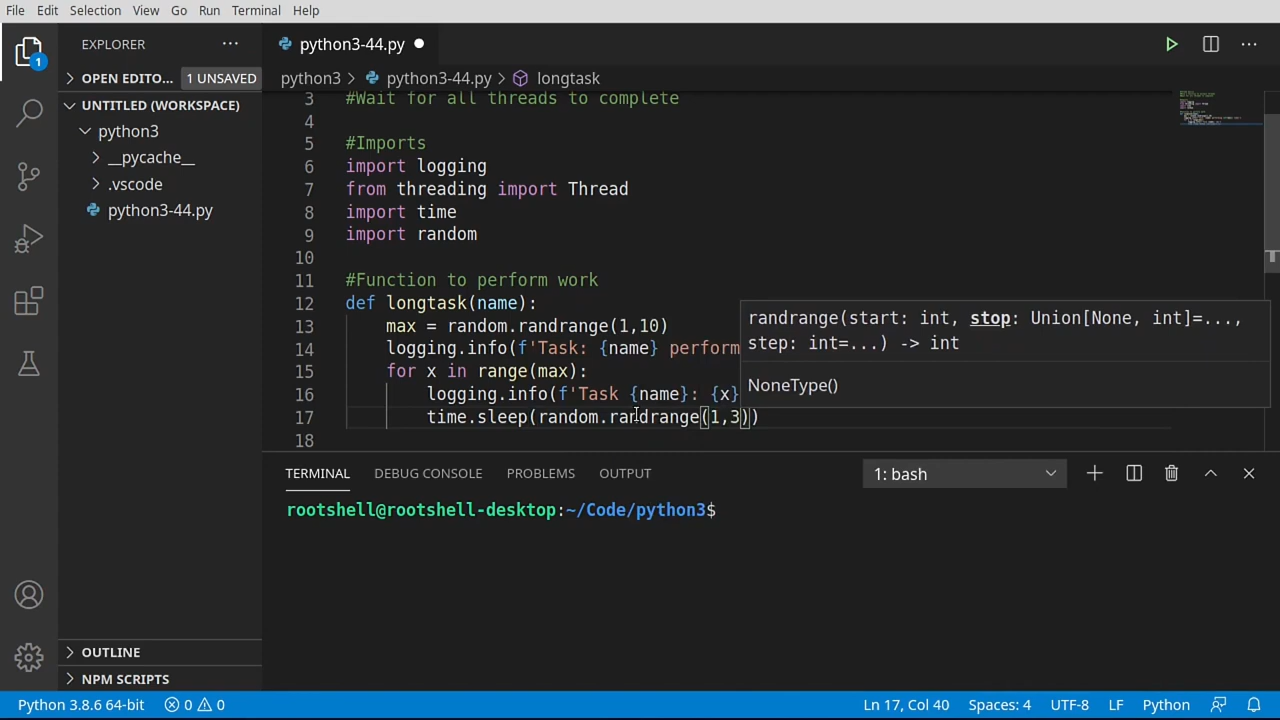 File Edit Selection View Go Run Terminal Help
EXPLORER
1
python3-44.py
OPEN EDITO... 1 UNSAVED
UNTITLED (WORKSPACE)
python3
__pycache__
.vscode
python3-44.py
OUTLINE
NPM SCRIPTS
python3 > python3-44.py > longtask
3 #Wait for all threads to complete
4
5 #Imports
6 import logging
7 from threading import Thread
8 import time
9 import random
10
11 #Function to perform work
12 def longtask(name):
13 max = random.randrange(1,10)
14 logging.info(f'Task: {name} perform
15 for x in range(max):
16 logging.info(f'Task {name}: {x}
17 time.sleep(random.randrange(1,3))
18
randrange(start: int, stop: Union[None, int]=...,
step: int=...) -> int
NoneType()
TERMINAL DEBUG CONSOLE PROBLEMS OUTPUT 1: bash
rootshell@rootshell-desktop:~/Code/python3$
Python 3.8.6 64-bit 0 0 Ln 17, Col 40 Spaces: 4 UTF-8 LF Python